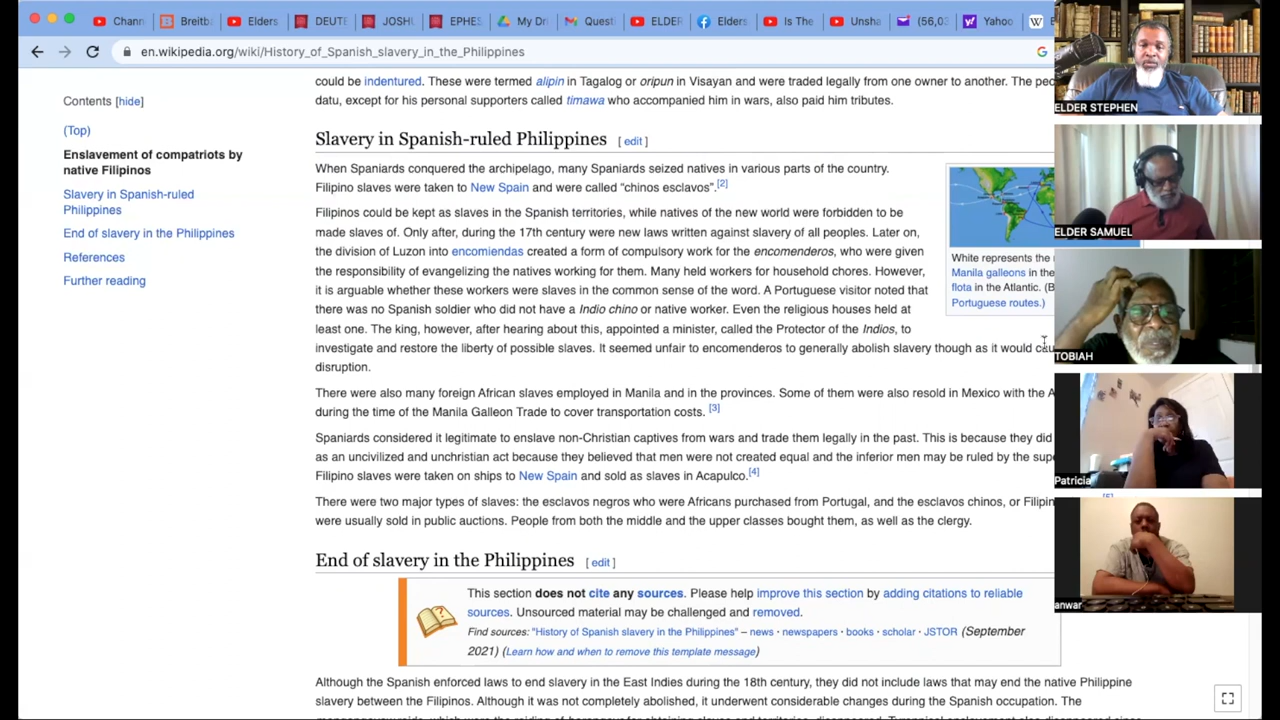 Chann
Breitba
Elders
DEUTE
JOSHU
EPHES
My Dr
Questi
ELDER
Elders
Is The
Unsha
(56,03
Yahoo
en.wikipedia.org/wiki/History_of_Spanish_slavery_in_the_Philippines
Contents [hide]
(Top)
Enslavement of compatriots by
native Filipinos
Slavery in Spanish-ruled
Philippines
End of slavery in the Philippines
References
Further reading
could be indentured. They were termed alipin in Tagalog or oripun in Visayan and were traded legally from one owner to another. The
datu, except for his personal supporters called timawa who accompanied him in wars, also paid him tributes.
Slavery in Spanish-ruled Philippines [ edit ]
When Spaniards conquered the archipelago, many Spaniards seized natives in various parts of the country.
Filipino slaves were taken to New Spain and were called "chinos esclavos".[2]
Filipinos could be kept as slaves in the Spanish territories, while natives of the new world were forbidden to be
made slaves of. Only after, during the 17th century were new laws written against slavery of all peoples. Later on,
the division of Luzon into encomiendas created a form of compulsory work for the encomenderos, who were given
the responsibility of evangelizing the natives working for them. Many held workers for household chores. However,
it is arguable whether these workers were slaves in the common sense of the word. A Portuguese visitor noted that
there was no Spanish soldier who did not have a Indio chino or native worker. Even the religious houses held at
least one. The king, however, after hearing about this, appointed a minister, called the Protector of the Indios, to
investigate and restore the liberty of possible slaves. It seemed unfair to encomenderos to generally abolish slavery though as it would
disruption.
White represents the
Manila galleons in the
flota in the Atlantic. (B
Portuguese routes.)
There were also many foreign African slaves employed in Manila and in the provinces. Some of them were also resold in Mexico with the A
during the time of the Manila Galleon Trade to cover transportation costs. [3]
Spaniards considered it legitimate to enslave non-Christian captives from wars and trade them legally in the past. This is because they did
as an uncivilized and unchristian act because they believed that men were not created equal and the inferior men may be ruled by the supe
Filipino slaves were taken on ships to New Spain and sold as slaves in Acapulco.[4]
There were two major types of slaves: the esclavos negros who were Africans purchased from Portugal, and the esclavos chinos, or Filipin
were usually sold in public auctions. People from both the middle and the upper classes bought them, as well as the clergy.
End of slavery in the Philippines [ edit ]
This section does not cite any sources. Please help improve this section by adding citations to reliable
sources. Unsourced material may be challenged and removed.
Find sources: "History of Spanish slavery in the Philippines" – news · newspapers · books · scholar · JSTOR (September
2021) (Learn how and when to remove this template message)
Although the Spanish enforced laws to end slavery in the East Indies during the 18th century, they did not include laws that may end the native Philippine
slavery between the Filipinos. Although it was not completely abolished, it underwent considerable changes during the Spanish occupation. The
ELDER STEPHEN
ELDER SAMUEL
TOBIAH
Patricia
anwar